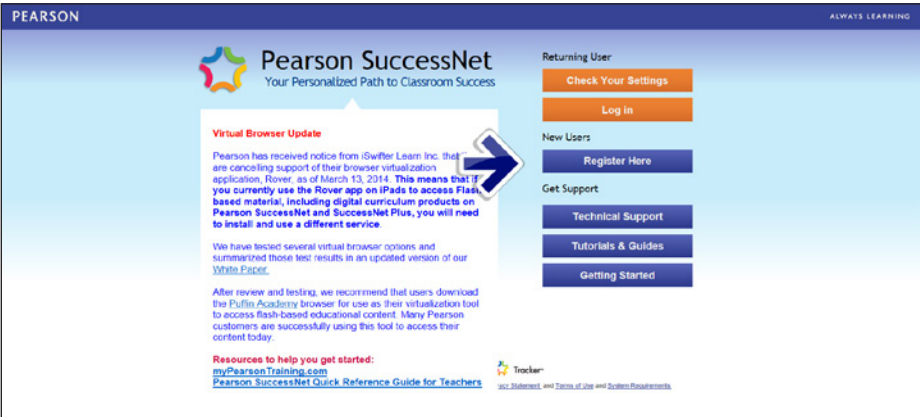 PEARSON
ALWAYS LEARNING
Pearson SuccessNet
Your Personalized Path to Classroom Success
Virtual Browser Update
Pearson has received notice from iSwifter Learn Inc. that
are cancelling support of their browser virtualization
application, Rover, as of March 13, 2014. This means that if
you currently use the Rover app on iPads to access Flash
based material, including digital curriculum products on
Pearson SuccessNet and SuccessNet Plus, you will need
to install and use a different service.
We have tested several virtual browser options and
summarized those test results in an updated version of our
White Paper.
After review and testing, we recommend that users download
the Puffin Academy browser for use as their virtualization tool
to access flash-based educational content. Many Pearson
customers are successfully using this tool to access their
content today.
Resources to help you get started:
myPearsonTraining.com
Pearson SuccessNet Quick Reference Guide for Teachers
Returning User
Check Your Settings
Log in
New Users
Register Here
Get Support
Technical Support
Tutorials & Guides
Getting Started
Tracker
Statement and Terms of Use and System Requirements.